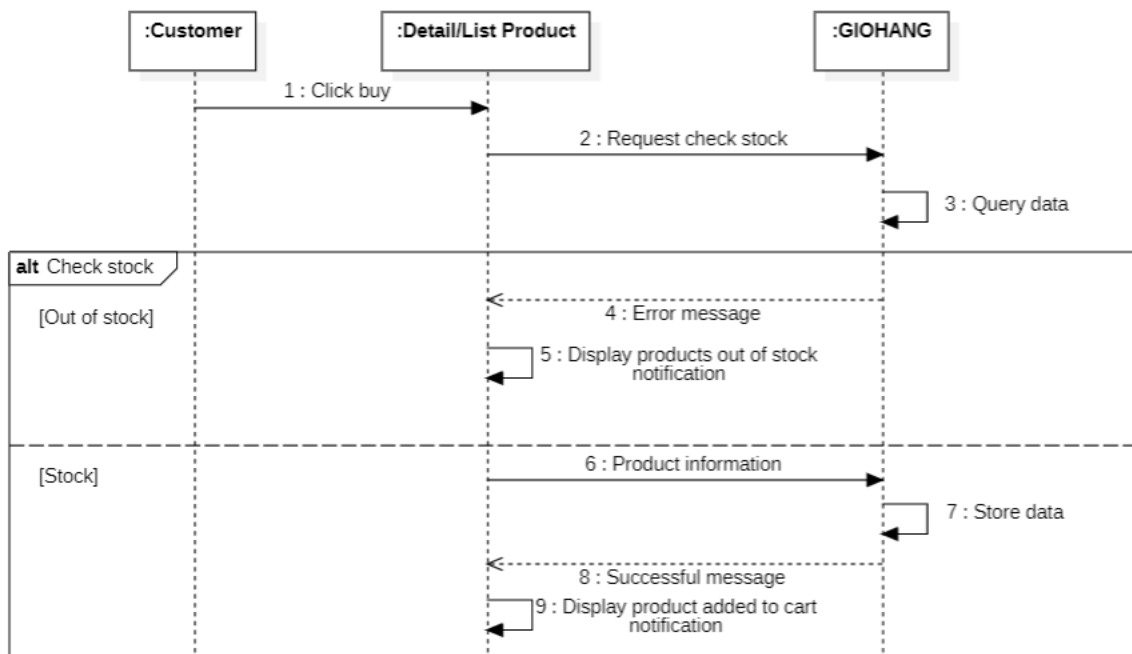 :Customer
:Detail/List Product
:GIOHANG
1 : Click buy
2 : Request check stock
3 : Query data
alt Check stock
[Out of stock]
4 : Error message
5 : Display products out of stock
notification
[Stock]
6 : Product information
7 : Store data
8 : Successful message
9 : Display product added to cart
notification